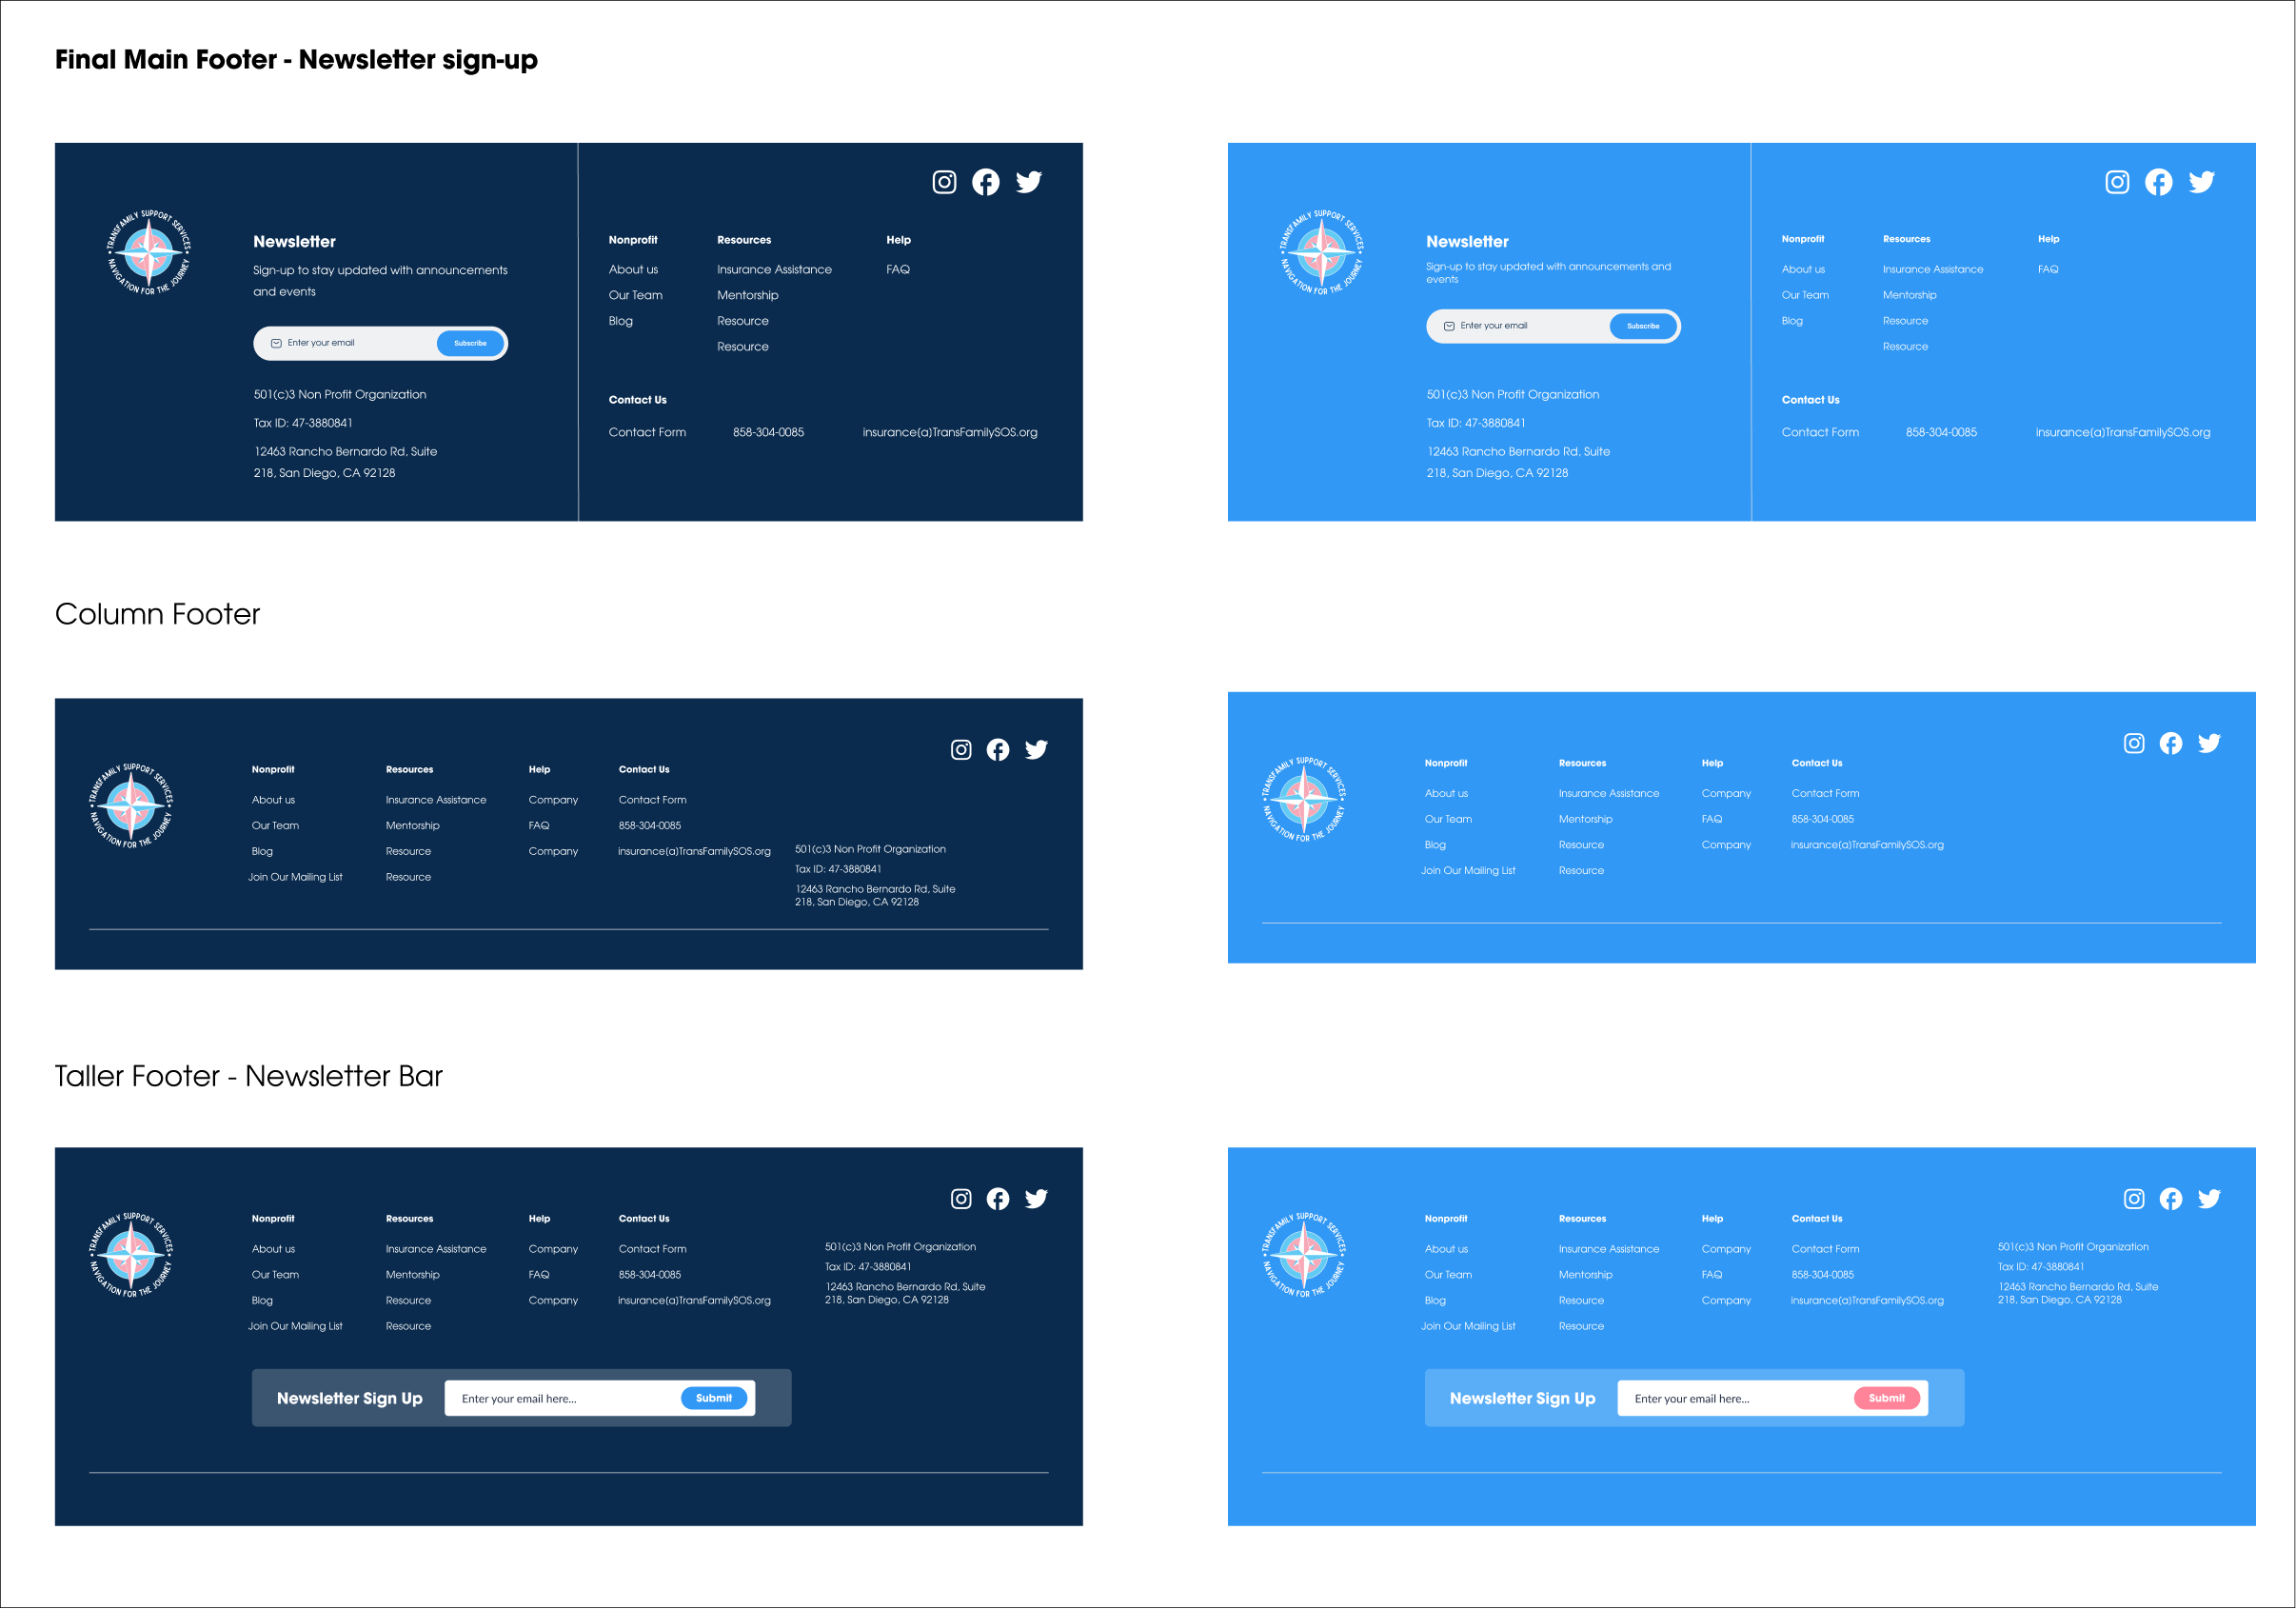 Final Main Footer - Newsletter sign-up
TRANSFAMILY SUPPORT SERVICES
NAVIGATION FOR THE JOURNEY
Newsletter
Sign-up to stay updated with announcements
and events
Enter your email
Subscribe
501(c)3 Non Profit Organization
Tax ID: 47-3880841
12463 Rancho Bernardo Rd, Suite
218, San Diego, CA 92128
Nonprofit
About us
Our Team
Blog
Resources
Insurance Assistance
Mentorship
Resource
Resource
Help
FAQ
Contact Us
Contact Form
858-304-0085
insurance(a)TransFamilySOS.org
TRANSFAMILY SUPPORT SERVICES
NAVIGATION FOR THE JOURNEY
Newsletter
Sign-up to stay updated with announcements and
events
Enter your email
Subscribe
501(c)3 Non Profit Organization
Tax ID: 47-3880841
12463 Rancho Bernardo Rd, Suite
218, San Diego, CA 92128
Nonprofit
About us
Our Team
Blog
Resources
Insurance Assistance
Mentorship
Resource
Resource
Help
FAQ
Contact Us
Contact Form
858-304-0085
insurance(a)TransFamilySOS.org
Column Footer
TRANSFAMILY SUPPORT SERVICES
NAVIGATION FOR THE JOURNEY
Nonprofit
About us
Our Team
Blog
Join Our Mailing List
Resources
Insurance Assistance
Mentorship
Resource
Resource
Help
Company
FAQ
Company
Contact Us
Contact Form
858-304-0085
insurance(a)TransFamilySOS.org
501(c)3 Non Profit Organization
Tax ID: 47-3880841
12463 Rancho Bernardo Rd, Suite
218, San Diego, CA 92128
TRANSFAMILY SUPPORT SERVICES
NAVIGATION FOR THE JOURNEY
Nonprofit
About us
Our Team
Blog
Join Our Mailing List
Resources
Insurance Assistance
Mentorship
Resource
Resource
Help
Company
FAQ
Company
Contact Us
Contact Form
858-304-0085
insurance(a)TransFamilySOS.org
Taller Footer - Newsletter Bar
TRANSFAMILY SUPPORT SERVICES
NAVIGATION FOR THE JOURNEY
Nonprofit
About us
Our Team
Blog
Join Our Mailing List
Resources
Insurance Assistance
Mentorship
Resource
Resource
Help
Company
FAQ
Company
Contact Us
Contact Form
858-304-0085
insurance(a)TransFamilySOS.org
501(c)3 Non Profit Organization
Tax ID: 47-3880841
12463 Rancho Bernardo Rd, Suite
218, San Diego, CA 92128
Newsletter Sign Up
Enter your email here...
Submit
TRANSFAMILY SUPPORT SERVICES
NAVIGATION FOR THE JOURNEY
Nonprofit
About us
Our Team
Blog
Join Our Mailing List
Resources
Insurance Assistance
Mentorship
Resource
Resource
Help
Company
FAQ
Company
Contact Us
Contact Form
858-304-0085
insurance(a)TransFamilySOS.org
501(c)3 Non Profit Organization
Tax ID: 47-3880841
12463 Rancho Bernardo Rd, Suite
218, San Diego, CA 92128
Newsletter Sign Up
Enter your email here...
Submit